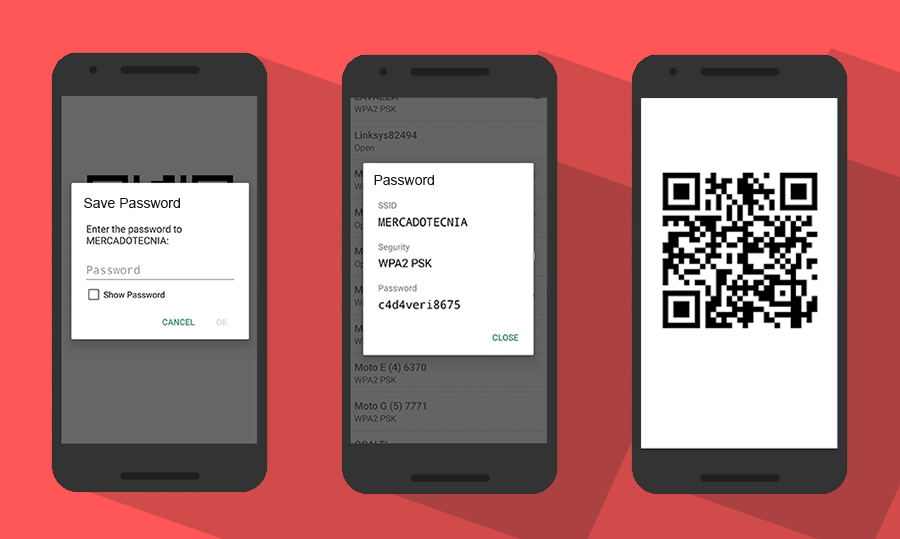 Save Password
Enter the password to
MERCADOTECNIA:
Password
Show Password
CANCEL OK
WPA2 PSK
Linksys82494
Open
Password
SSID
MERCADOTECNIA
Segurity
WPA2 PSK
Password
c4d4veri8675
CLOSE
Moto E (4) 6370
WPA2 PSK
Moto G (5) 7771
WPA2 PSK